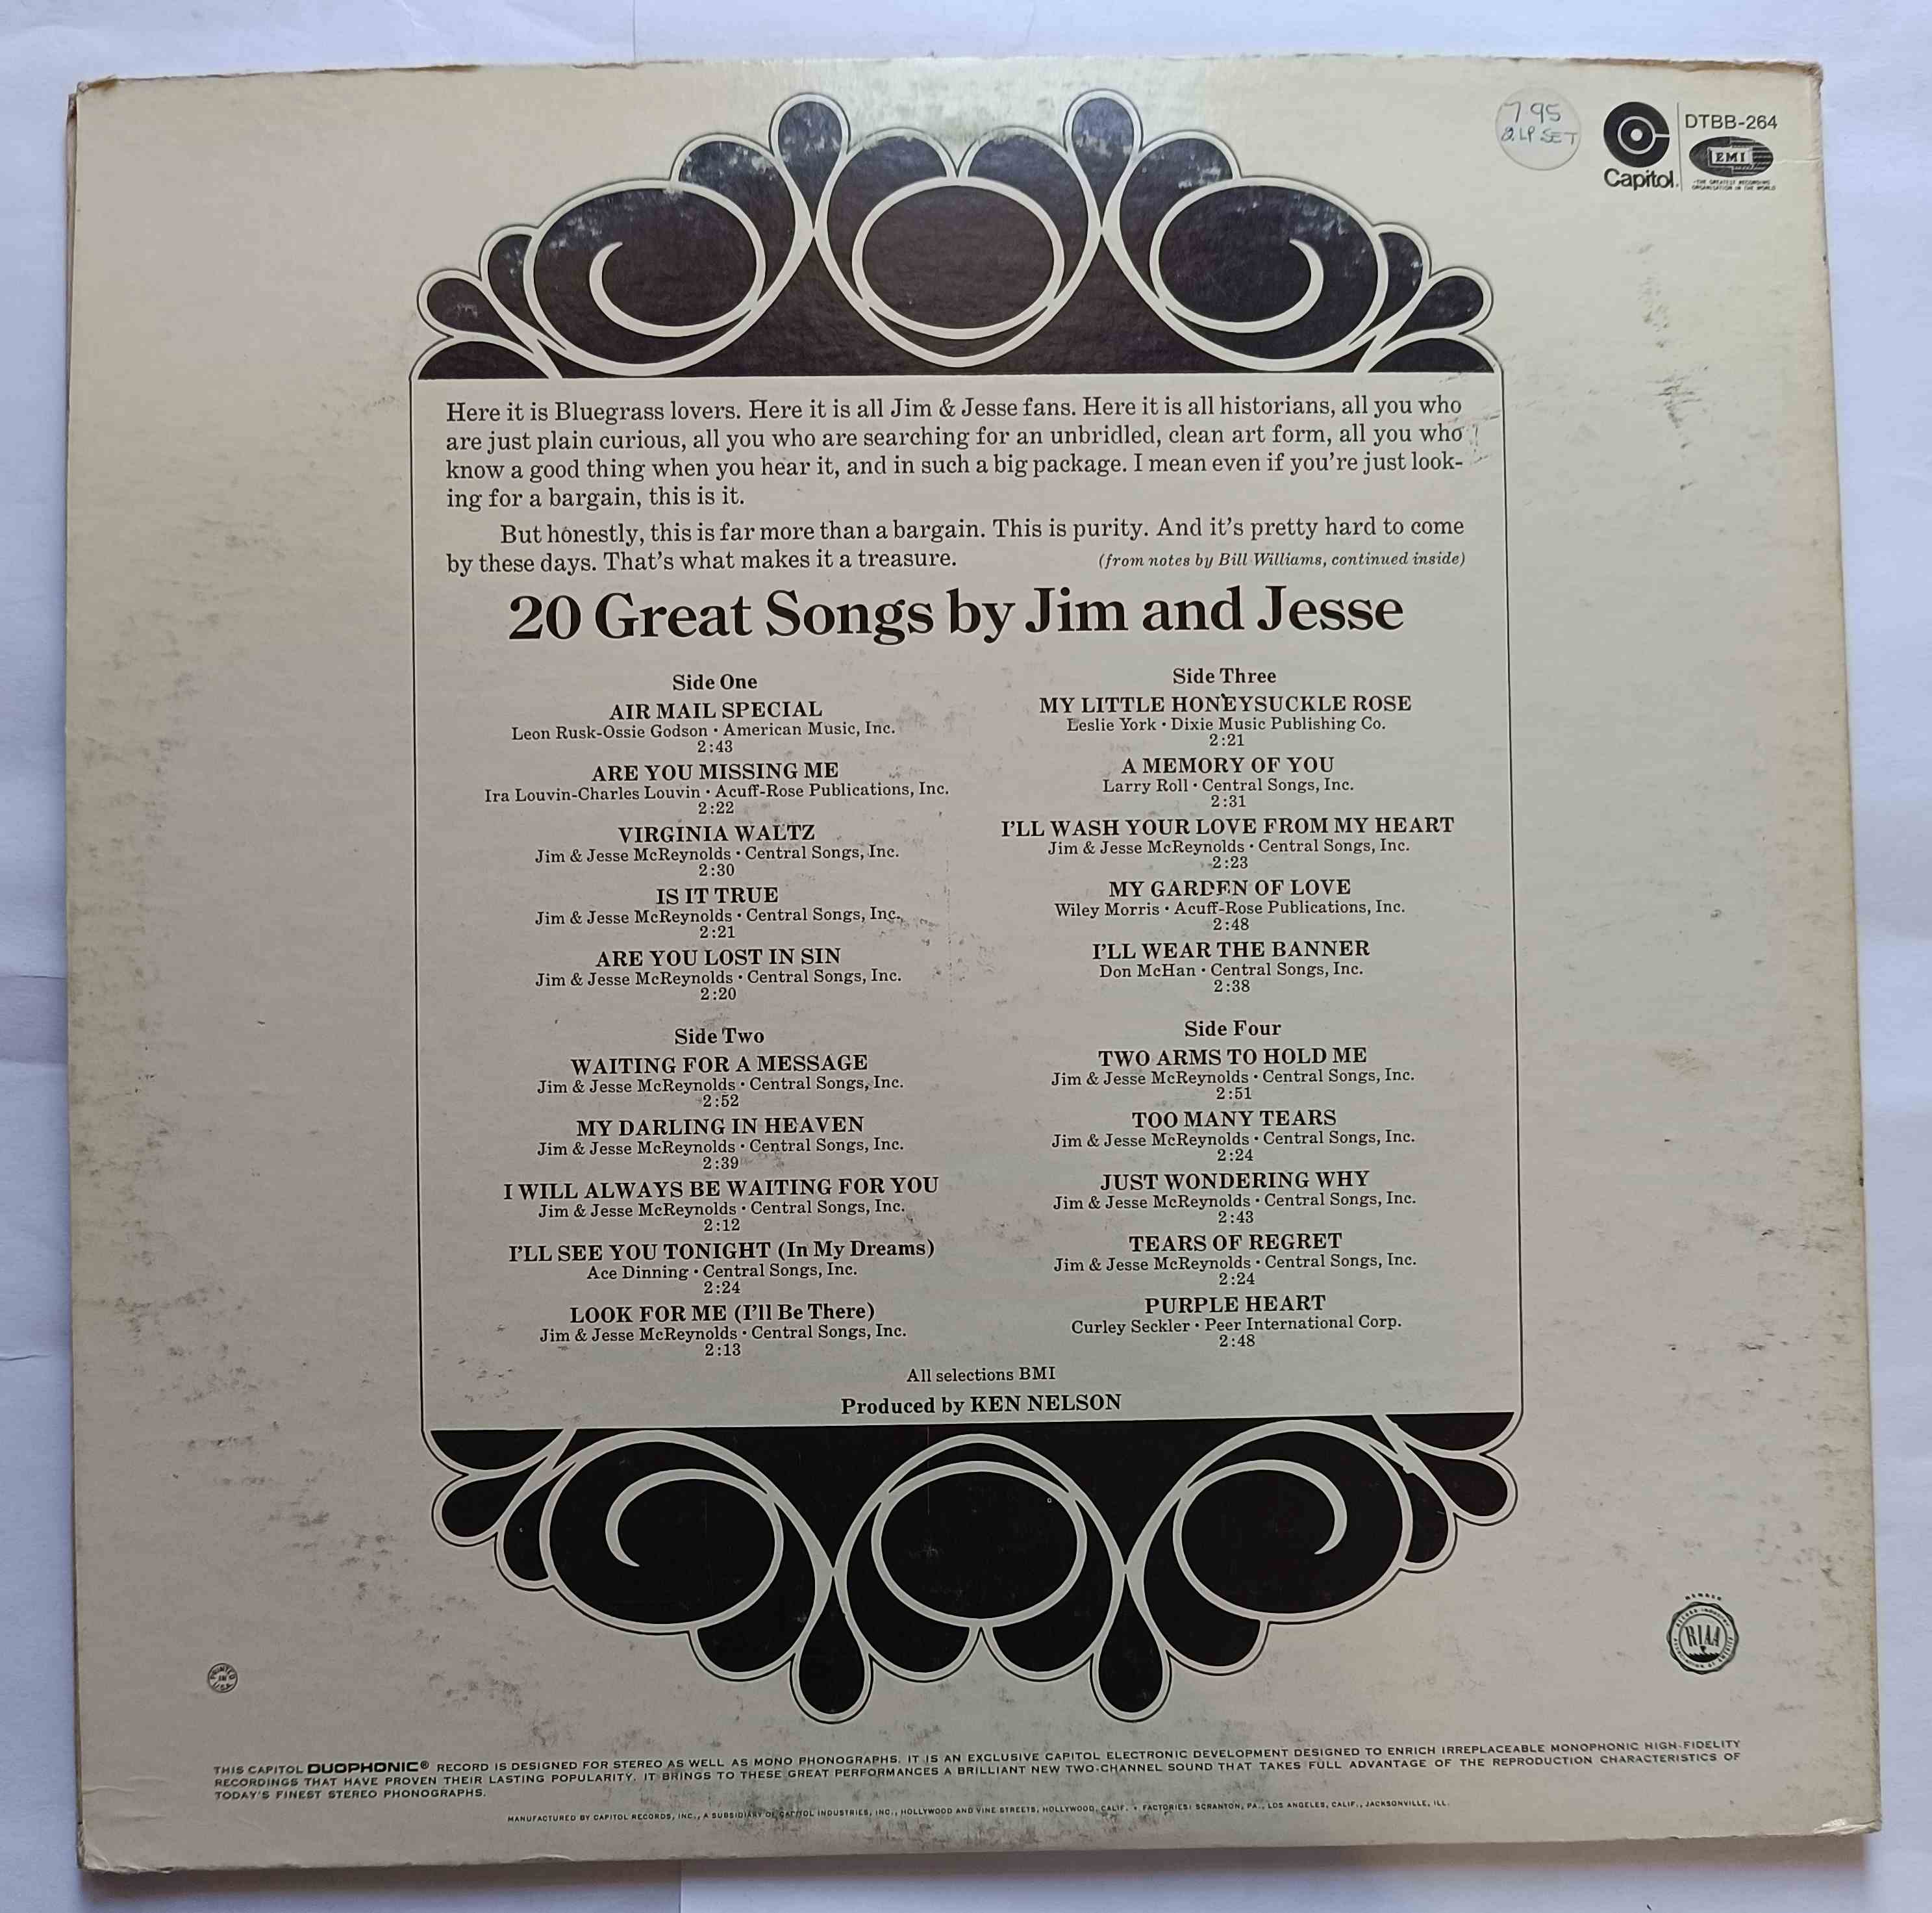 7 95
2 LP SET
Capitol.
DTBB-264
EMI
THE GREATEST RECORDING
ORGANISATION IN THE WORLD
Here it is Bluegrass lovers. Here it is all Jim & Jesse fans. Here it is all historians, all you who
are just plain curious, all you who are searching for an unbridled, clean art form, all you who
know a good thing when you hear it, and in such a big package. I mean even if you're just look-
ing for a bargain, this is it.
But honestly, this is far more than a bargain. This is purity. And it's pretty hard to come
by these days. That's what makes it a treasure. (from notes by Bill Williams, continued inside)
20 Great Songs by Jim and Jesse
Side One
AIR MAIL SPECIAL
Leon Rusk-Ossie Godson • American Music, Inc.
2:43
ARE YOU MISSING ME
Ira Louvin-Charles Louvin • Acuff-Rose Publications, Inc.
2:22
VIRGINIA WALTZ
Jim & Jesse McReynolds • Central Songs, Inc.
2:30
IS IT TRUE
Jim & Jesse McReynolds • Central Songs, Inc.
2:21
ARE YOU LOST IN SIN
Jim & Jesse McReynolds • Central Songs, Inc.
2:20
Side Two
WAITING FOR A MESSAGE
Jim & Jesse McReynolds • Central Songs, Inc.
2:52
MY DARLING IN HEAVEN
Jim & Jesse McReynolds • Central Songs, Inc.
2:39
I WILL ALWAYS BE WAITING FOR YOU
Jim & Jesse McReynolds • Central Songs, Inc.
2:12
I'LL SEE YOU TONIGHT (In My Dreams)
Ace Dinning • Central Songs, Inc.
2:24
LOOK FOR ME (I'll Be There)
Jim & Jesse McReynolds • Central Songs, Inc.
2:13
Side Three
MY LITTLE HONEYSUCKLE ROSE
Leslie York • Dixie Music Publishing Co.
2:21
A MEMORY OF YOU
Larry Roll • Central Songs, Inc.
2:31
I'LL WASH YOUR LOVE FROM MY HEART
Jim & Jesse McReynolds • Central Songs, Inc.
2:23
MY GARDEN OF LOVE
Wiley Morris • Acuff-Rose Publications, Inc.
2:48
I'LL WEAR THE BANNER
Don McHan • Central Songs, Inc.
2:38
Side Four
TWO ARMS TO HOLD ME
Jim & Jesse McReynolds • Central Songs, Inc.
2:51
TOO MANY TEARS
Jim & Jesse McReynolds • Central Songs, Inc.
2:24
JUST WONDERING WHY
Jim & Jesse McReynolds • Central Songs, Inc.
2:43
TEARS OF REGRET
Jim & Jesse McReynolds • Central Songs, Inc.
2:24
PURPLE HEART
Curley Seckler • Peer International Corp.
2:48
All selections BMI
Produced by KEN NELSON
MEMBER
RECORD INDUSTRY
ASSOCIATION OF AMERICA
RIAA
PRINTED
IN
USA
THIS CAPITOL DUOPHONIC® RECORD IS DESIGNED FOR STEREO AS WELL AS MONO PHONOGRAPHS. IT IS AN EXCLUSIVE CAPITOL ELECTRONIC DEVELOPMENT DESIGNED TO ENRICH IRREPLACEABLE MONOPHONIC HIGH-FIDELITY
RECORDINGS THAT HAVE PROVEN THEIR LASTING POPULARITY. IT BRINGS TO THESE GREAT PERFORMANCES A BRILLIANT NEW TWO-CHANNEL SOUND THAT TAKES FULL ADVANTAGE OF THE REPRODUCTION CHARACTERISTICS OF
TODAY'S FINEST STEREO PHONOGRAPHS.
MANUFACTURED BY CAPITOL RECORDS, INC., A SUBSIDIARY OF CAPITOL INDUSTRIES, INC., HOLLYWOOD AND VINE STREETS, HOLLYWOOD, CALIF. • FACTORIES: SCRANTON, PA., LOS ANGELES, CALIF., JACKSONVILLE, ILL.